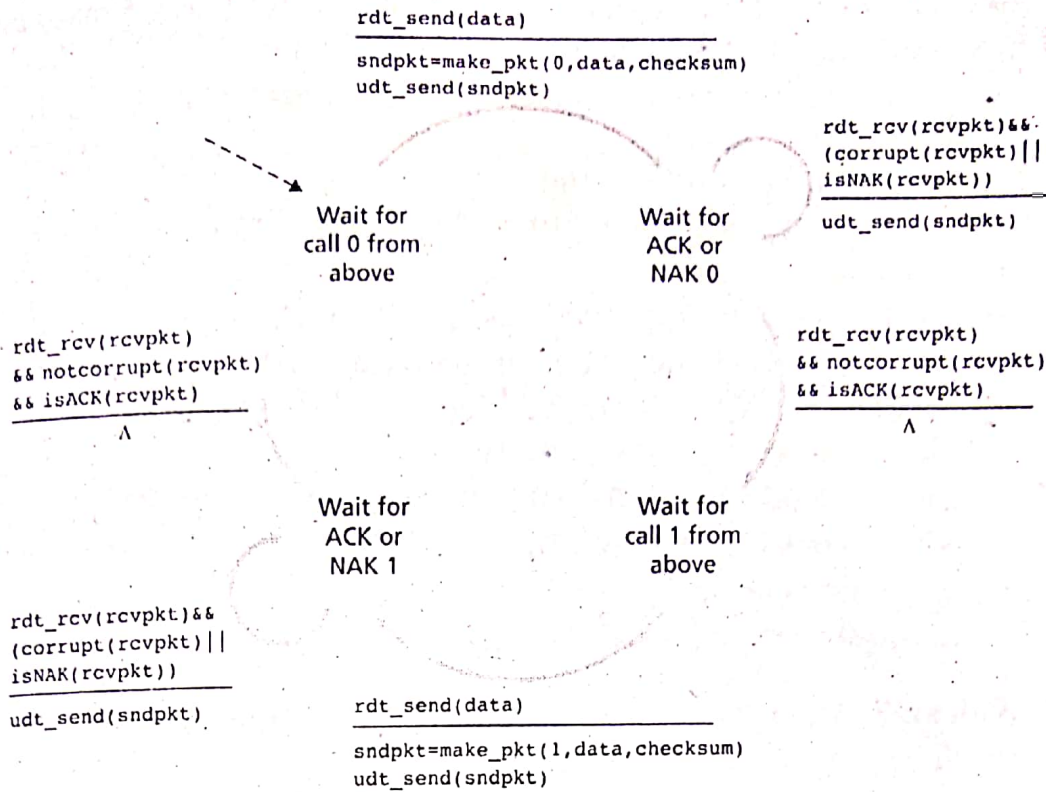 rdt_send(data)
sndpkt=make_pkt(0,data,checksum)
udt_send(sndpkt)
rdt_rcv(rcvpkt)&&
(corrupt(rcvpkt)||
isNAK(rcvpkt))
udt_send(sndpkt)
Wait for
call 0 from
above
Wait for
ACK or
NAK 0
rdt_rcv(rcvpkt)
&& notcorrupt(rcvpkt)
&& isACK(rcvpkt)
Λ
rdt_rcv(rcvpkt)
&& notcorrupt(rcvpkt)
&& isACK(rcvpkt)
Λ
Wait for
ACK or
NAK 1
Wait for
call 1 from
above
rdt_rcv(rcvpkt)&&
(corrupt(rcvpkt)||
isNAK(rcvpkt))
udt_send(sndpkt)
rdt_send(data)
sndpkt=make_pkt(1,data,checksum)
udt_send(sndpkt)